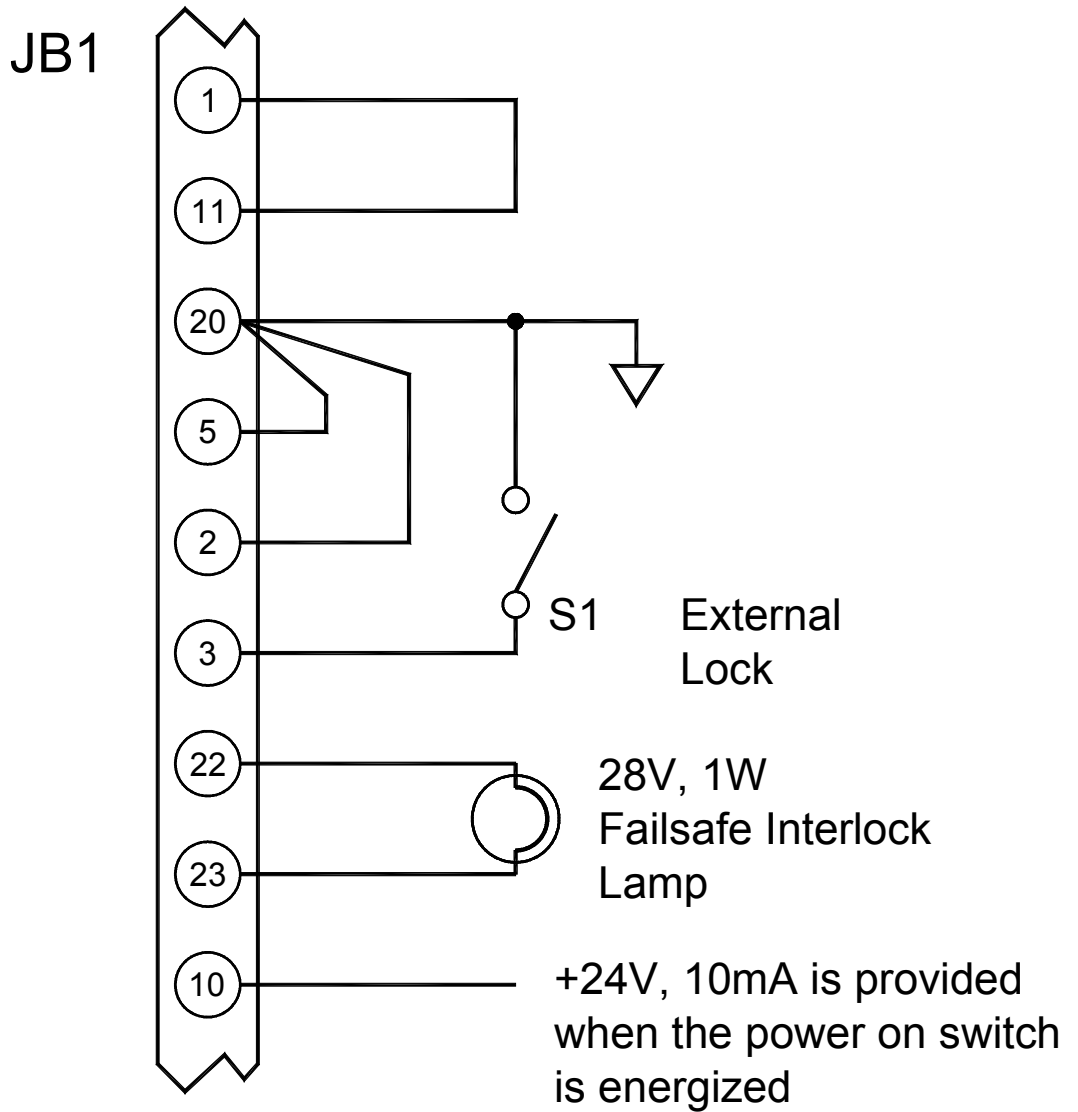 JB1
1
11
20
5
2
3
S1
External
Lock
22
28V, 1W
Failsafe Interlock
Lamp
23
10
+24V, 10mA is provided
when the power on switch
is energized